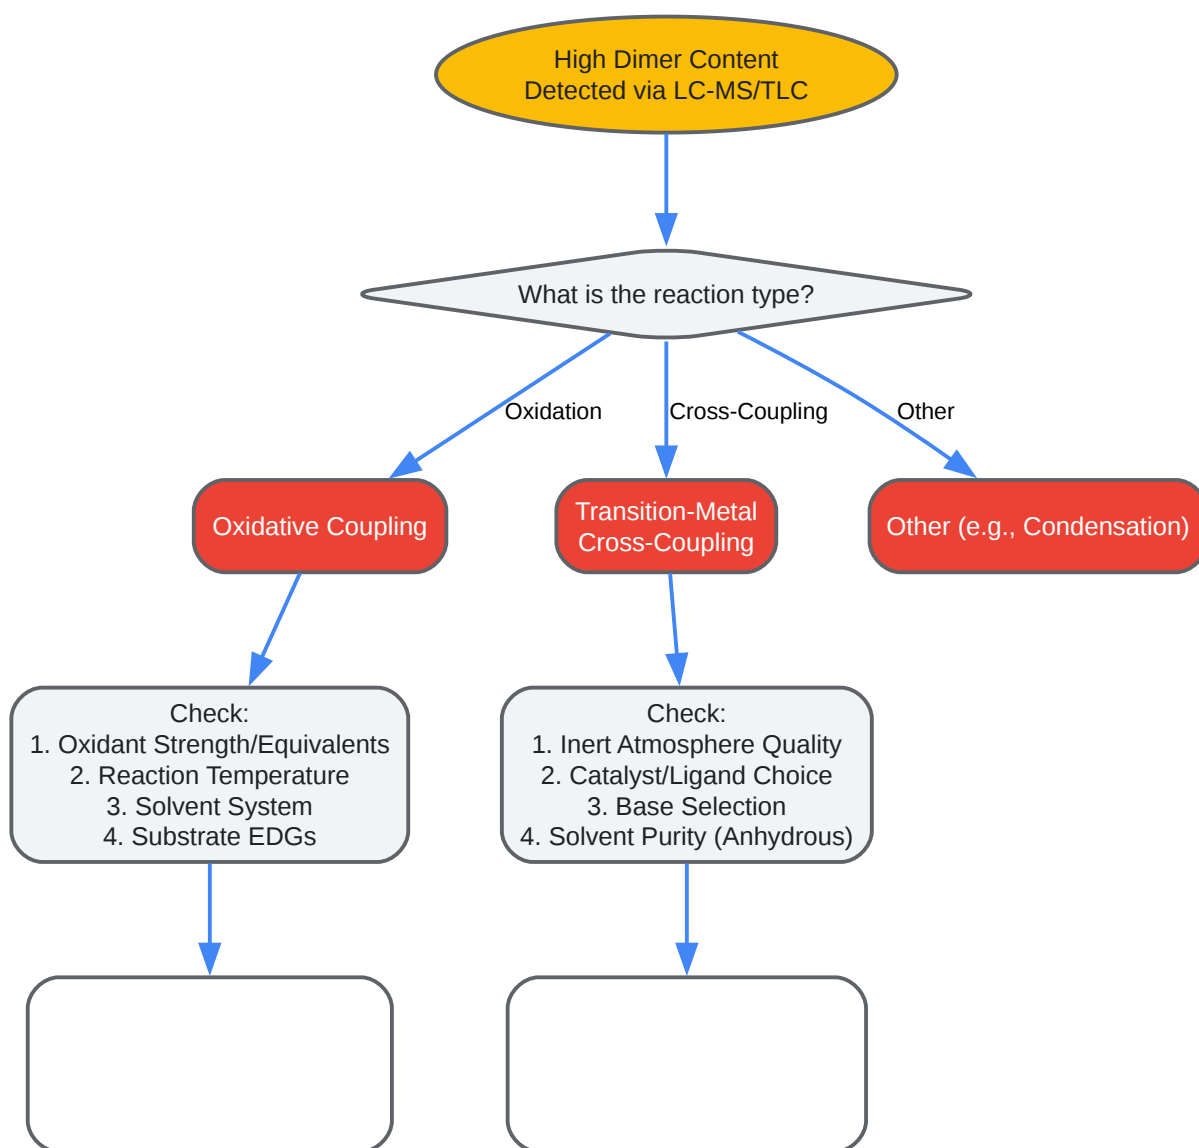 High Dimer Content
Detected via LC-MS/TLC
What is the reaction type?
Oxidation
Cross-Coupling
Other
Oxidative Coupling
Transition-Metal
Cross-Coupling
Other (e.g., Condensation)
Check:
1. Oxidant Strength/Equivalents
2. Reaction Temperature
3. Solvent System
4. Substrate EDGs
Check:
1. Inert Atmosphere Quality
2. Catalyst/Ligand Choice
3. Base Selection
4. Solvent Purity (Anhydrous)